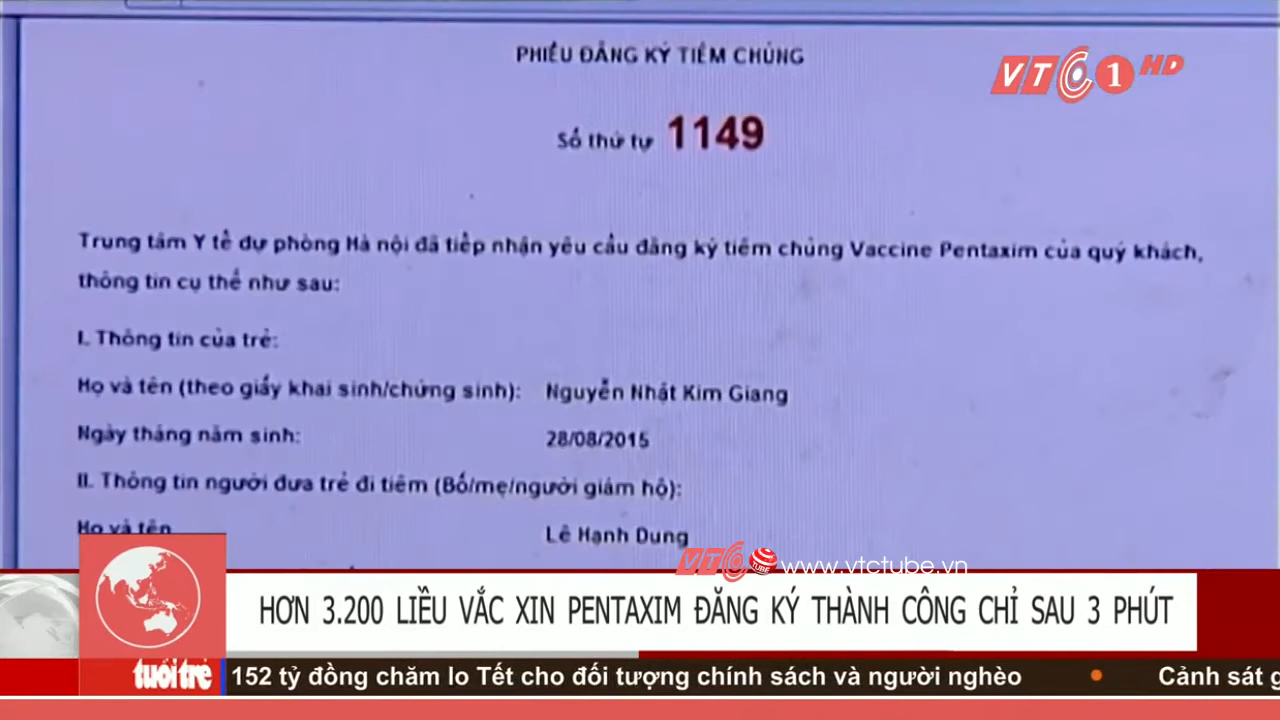 PHIẾU ĐĂNG KÝ TIÊM CHỦNG
VTC 1 HD
Số thứ tự 1149
Trung tâm Y tế dự phòng Hà nội đã tiếp nhận yêu cầu đăng ký tiêm chủng Vaccine Pentaxim của quý khách,
thông tin cụ thể như sau:
I. Thông tin của trẻ:
Họ và tên (theo giấy khai sinh/chứng sinh): Nguyễn Nhật Kim Giang
Ngày tháng năm sinh: 28/08/2015
II. Thông tin người đưa trẻ đi tiêm (Bố/mẹ/người giám hộ):
Họ và tên Lê Hạnh Dung
VTC TUBE www.vtctube.vn
HƠN 3.200 LIỀU VẮC XIN PENTAXIM ĐĂNG KÝ THÀNH CÔNG CHỈ SAU 3 PHÚT
tuổi trẻ 152 tỷ đồng chăm lo Tết cho đối tượng chính sách và người nghèo • Cảnh sát g